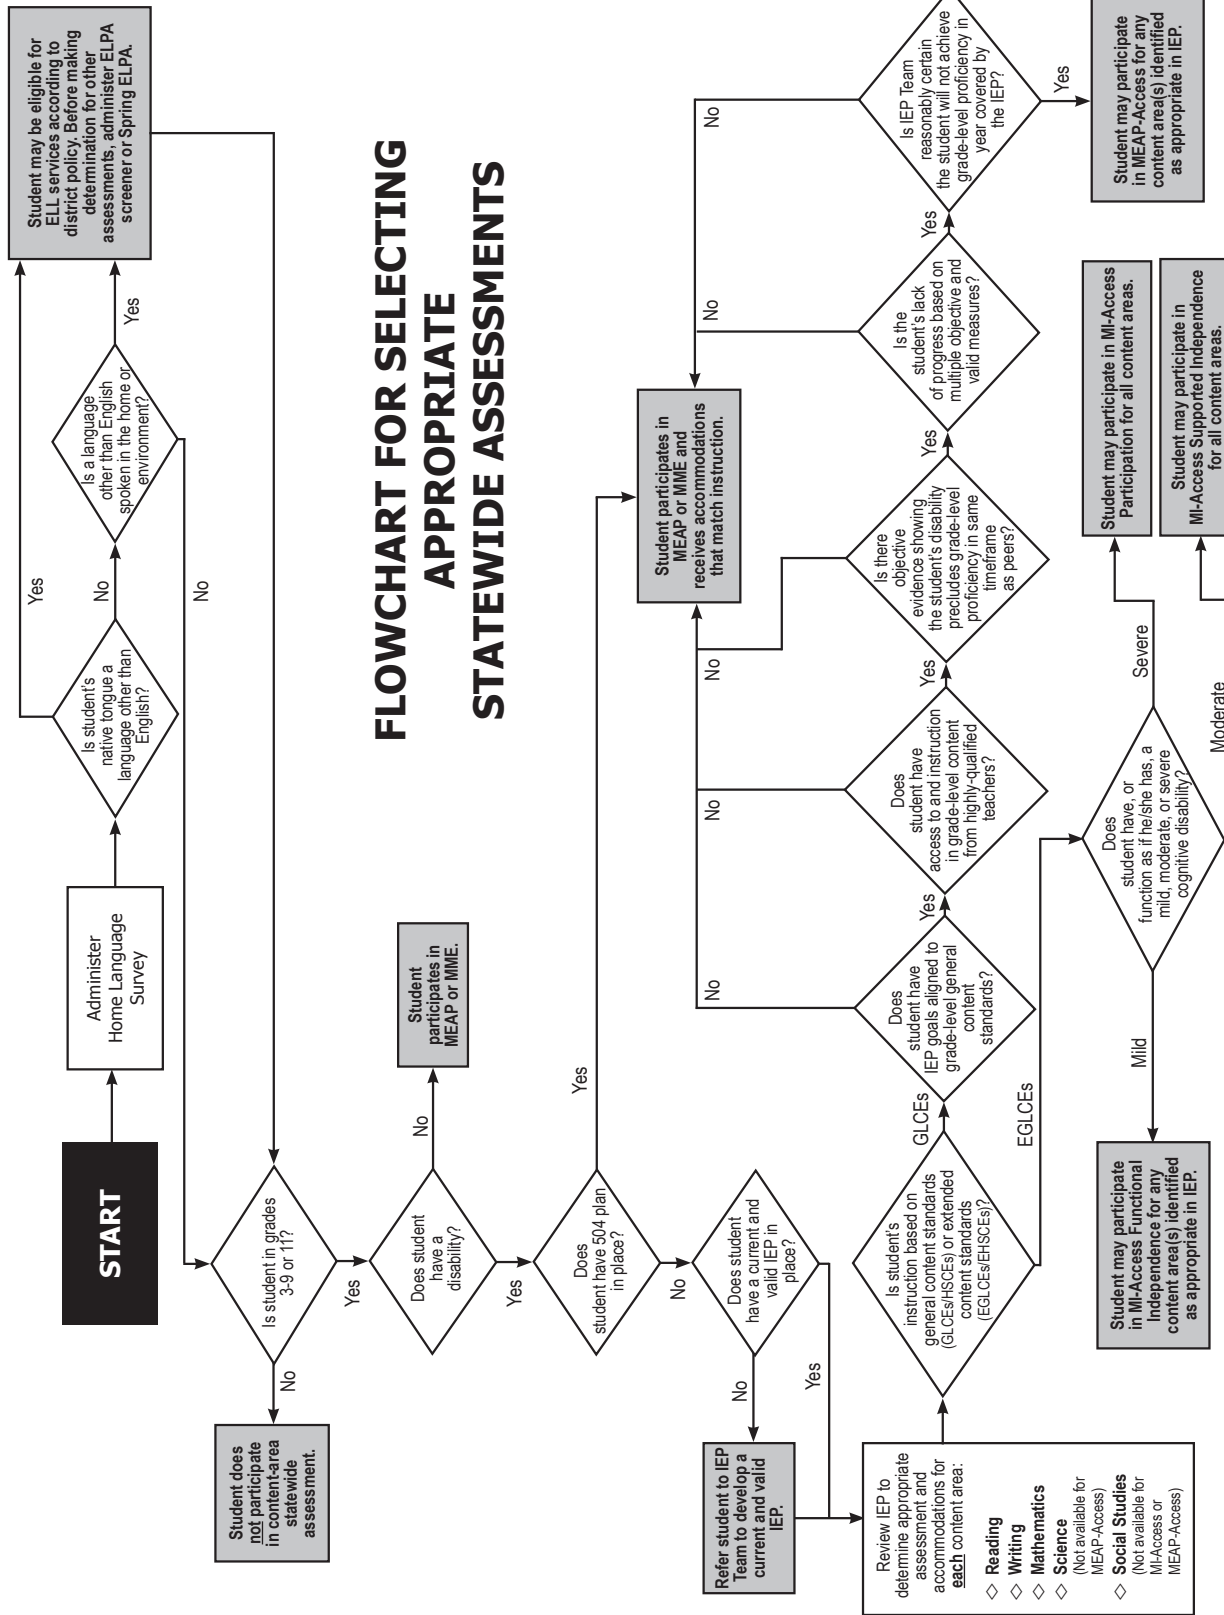 FLOWCHART FOR SELECTING
APPROPRIATE
STATEWIDE ASSESSMENTS
START
Administer
Home Language
Survey
Is student's
native tongue a
language other than
English?
Yes
No
Is a language
other than English
spoken in the home or
environment?
Yes
No
Student may be eligible for
ELL services according to
district policy. Before making
determination for other
assessments, administer ELPA
screener or Spring ELPA.
Is student in grades
3-9 or 11?
No
Student does
not participate
in content-area
statewide
assessment.
Yes
Does student
have a
disability?
No
Student
participates in
MEAP or MME.
Yes
Does
student have 504 plan
in place?
Yes
Student participates in
MEAP or MME and
receives accommodations
that match instruction.
No
Does student
have a current and
valid IEP in
place?
No
Refer student to IEP
Team to develop a
current and valid
IEP.
Yes
Review IEP to
determine appropriate
assessment and
accommodations for
each content area:
◇ Reading
◇ Writing
◇ Mathematics
◇ Science
(Not available for
MEAP-Access)
◇ Social Studies
(Not available for
MI-Access or
MEAP-Access)
Is student's
instruction based on
general content standards
(GLCEs/HSCEs) or extended
content standards
(EGLCEs/EHSCEs)?
GLCEs
EGLCEs
Does
student have
IEP goals aligned to
grade-level general
content
standards?
No
Yes
Does
student have
access to and instruction
in grade-level content
from highly-qualified
teachers?
No
Yes
Is there
objective
evidence showing
the student's disability
precludes grade-level
proficiency in same
timeframe
as peers?
No
Yes
Is the
student's lack
of progress based on
multiple objective and
valid measures?
No
Yes
Is IEP Team
reasonably certain
the student will not achieve
grade-level proficiency in
year covered by
the IEP?
No
Yes
Student may participate
in MEAP-Access for any
content area(s) identified
as appropriate in IEP.
Does
student have, or
function as if he/she has, a
mild, moderate, or severe
cognitive disability?
Mild
Student may participate
in MI-Access Functional
Independence for any
content area(s) identified
as appropriate in IEP.
Severe
Student may participate in MI-Access
Participation for all content areas.
Moderate
Student may participate in
MI-Access Supported Independence
for all content areas.